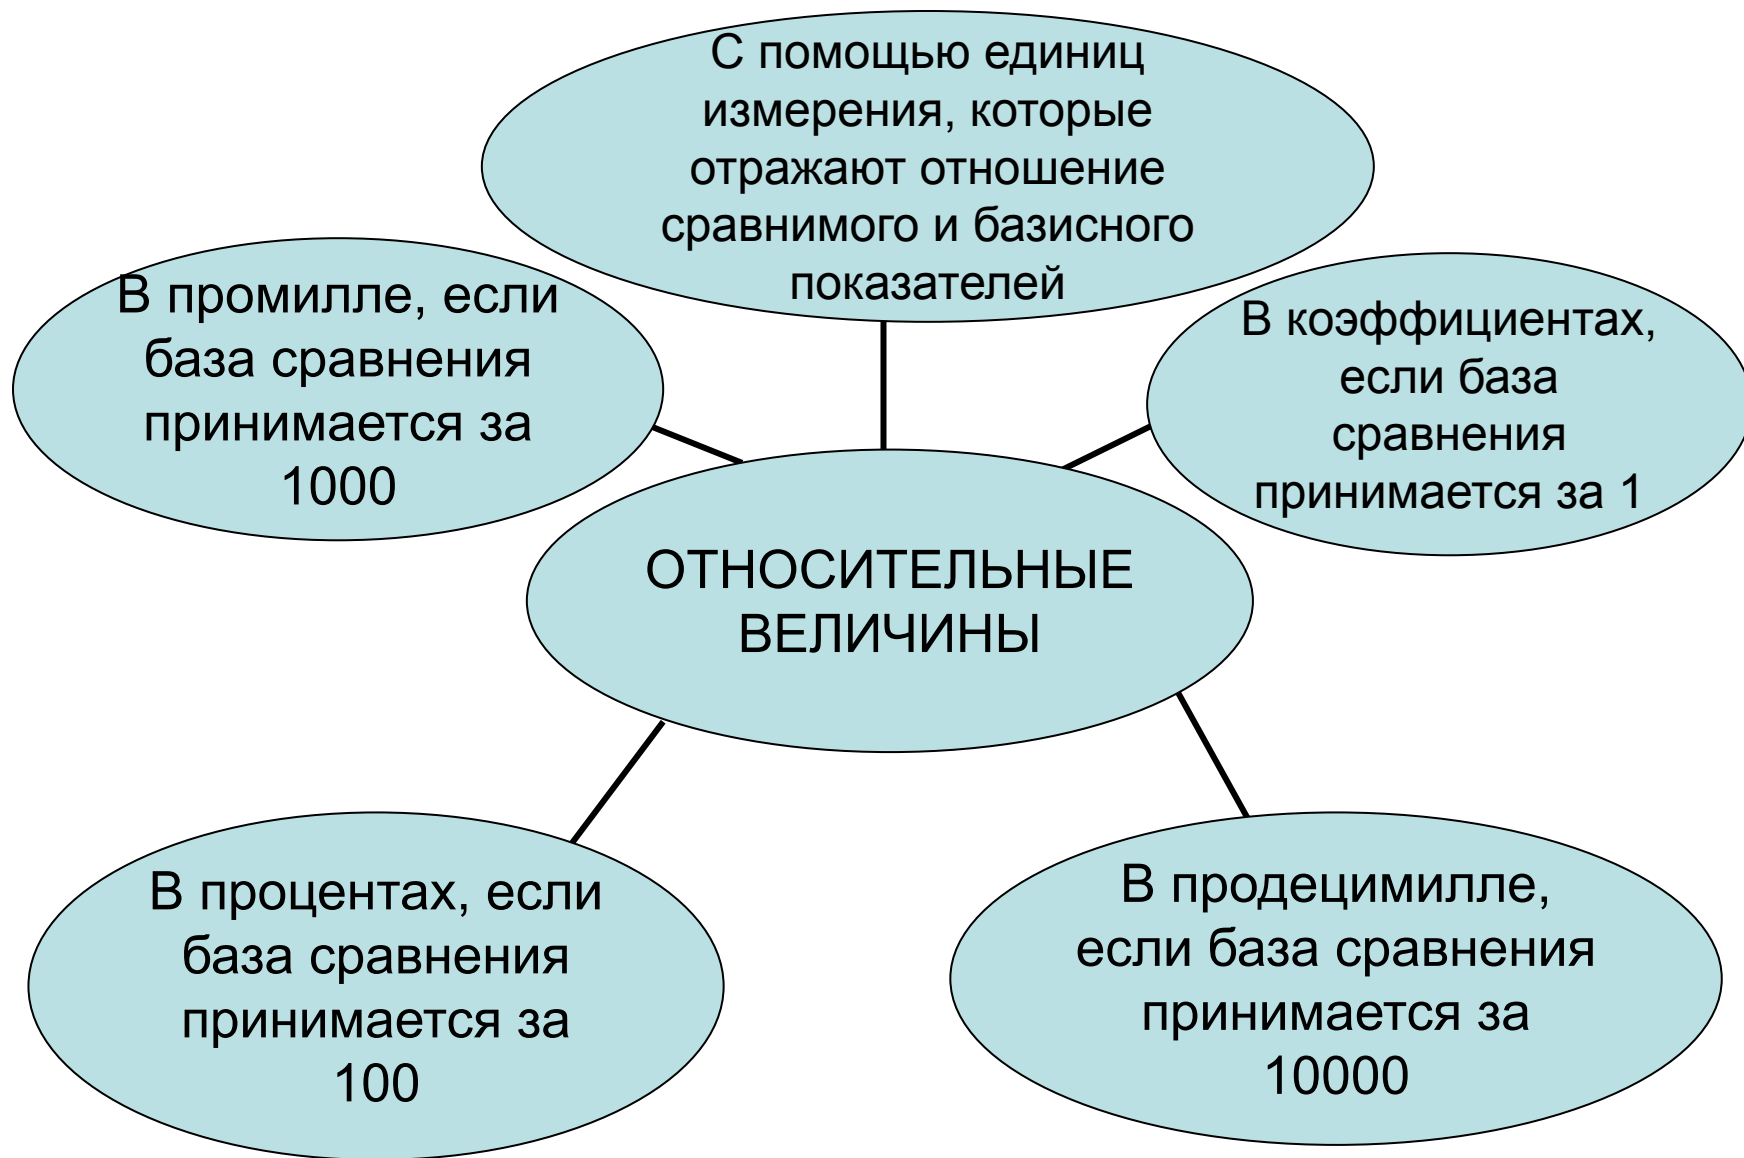 С помощью единиц
измерения, которые
отражают отношение
сравнимого и базисного
показателей
В промилле, если
база сравнения
принимается за
1000
В коэффициентах,
если база
сравнения
принимается за 1
ОТНОСИТЕЛЬНЫЕ
ВЕЛИЧИНЫ
В процентах, если
база сравнения
принимается за
100
В продецимилле,
если база сравнения
принимается за
10000